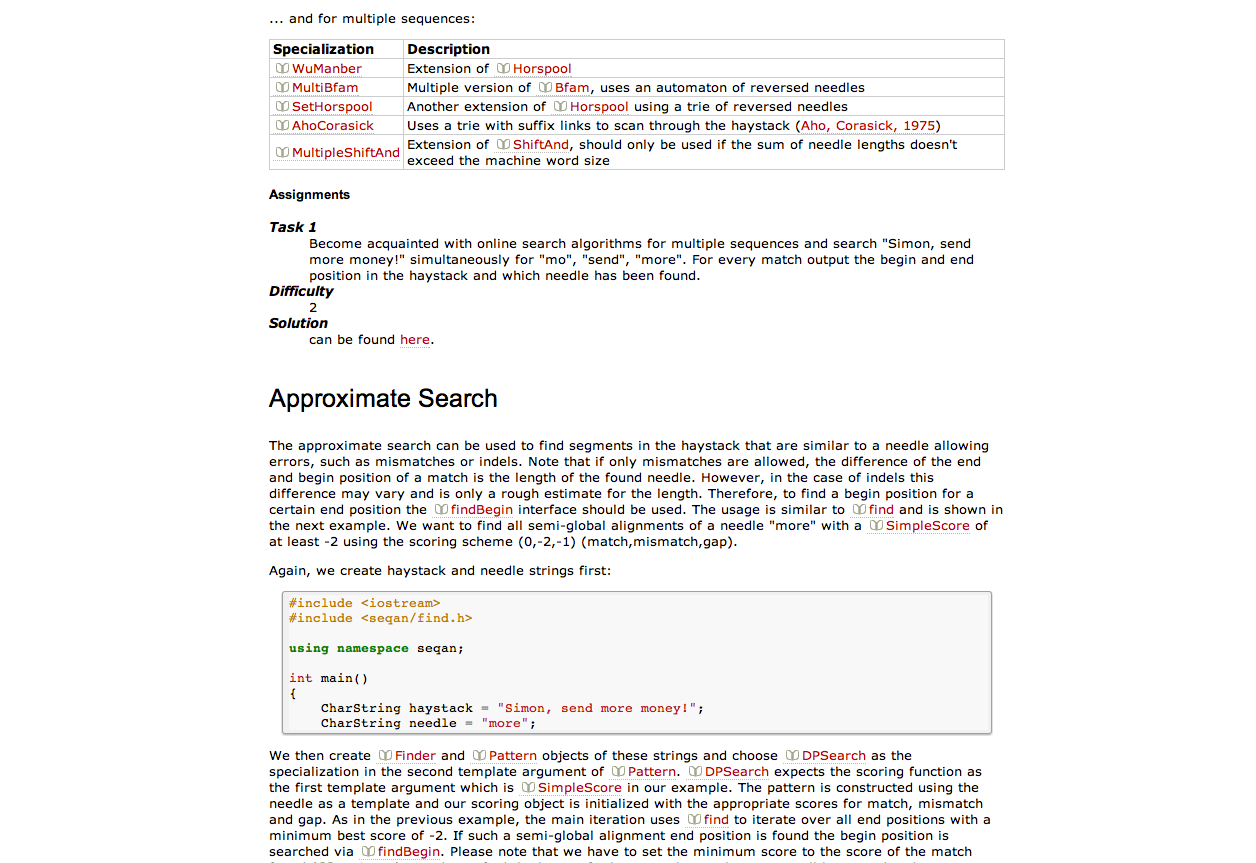 ... and for multiple sequences:
Specialization Description
WuManber Extension of Horspool
MultiBfam Multiple version of Bfam, uses an automaton of reversed needles
SetHorspool Another extension of Horspool using a trie of reversed needles
AhoCorasick Uses a trie with suffix links to scan through the haystack (Aho, Corasick, 1975)
MultipleShiftAnd Extension of ShiftAnd, should only be used if the sum of needle lengths doesn't
exceed the machine word size
Assignments
Task 1
Become acquainted with online search algorithms for multiple sequences and search "Simon, send
more money!" simultaneously for "mo", "send", "more". For every match output the begin and end
position in the haystack and which needle has been found.
Difficulty
2
Solution
can be found here.
Approximate Search
The approximate search can be used to find segments in the haystack that are similar to a needle allowing
errors, such as mismatches or indels. Note that if only mismatches are allowed, the difference of the end
and begin position of a match is the length of the found needle. However, in the case of indels this
difference may vary and is only a rough estimate for the length. Therefore, to find a begin position for a
certain end position the findBegin interface should be used. The usage is similar to find and is shown in
the next example. We want to find all semi-global alignments of a needle "more" with a SimpleScore of
at least -2 using the scoring scheme (0,-2,-1) (match,mismatch,gap).
Again, we create haystack and needle strings first:
#include <iostream>
#include <seqan/find.h>
using namespace seqan;
int main()
{
CharString haystack = "Simon, send more money!";
CharString needle = "more";
We then create Finder and Pattern objects of these strings and choose DPSearch as the
specialization in the second template argument of Pattern. DPSearch expects the scoring function as
the first template argument which is SimpleScore in our example. The pattern is constructed using the
needle as a template and our scoring object is initialized with the appropriate scores for match, mismatch
and gap. As in the previous example, the main iteration uses find to iterate over all end positions with a
minimum best score of -2. If such a semi-global alignment end position is found the begin position is
searched via findBegin. Please note that we have to set the minimum score to the score of the match